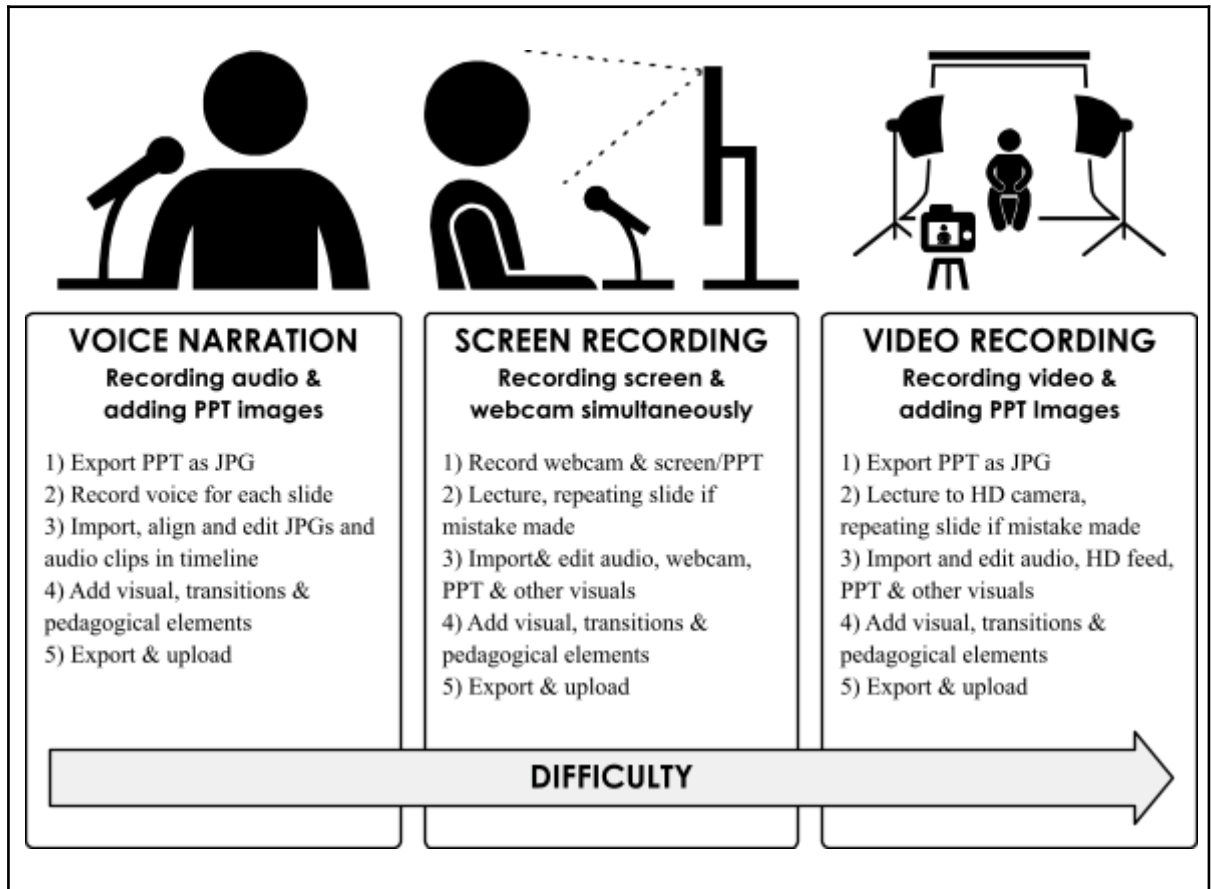 VOICE NARRATION
Recording audio &
adding PPT images
1) Export PPT as JPG
2) Record voice for each slide
3) Import, align and edit JPGs and
audio clips in timeline
4) Add visual, transitions &
pedagogical elements
5) Export & upload
SCREEN RECORDING
Recording screen &
webcam simultaneously
1) Record webcam & screen/PPT
2) Lecture, repeating slide if
mistake made
3) Import& edit audio, webcam,
PPT & other visuals
4) Add visual, transitions &
pedagogical elements
5) Export & upload
VIDEO RECORDING
Recording video &
adding PPT Images
1) Export PPT as JPG
2) Lecture to HD camera,
repeating slide if mistake made
3) Import and edit audio, HD feed,
PPT & other visuals
4) Add visual, transitions &
pedagogical elements
5) Export & upload
DIFFICULTY